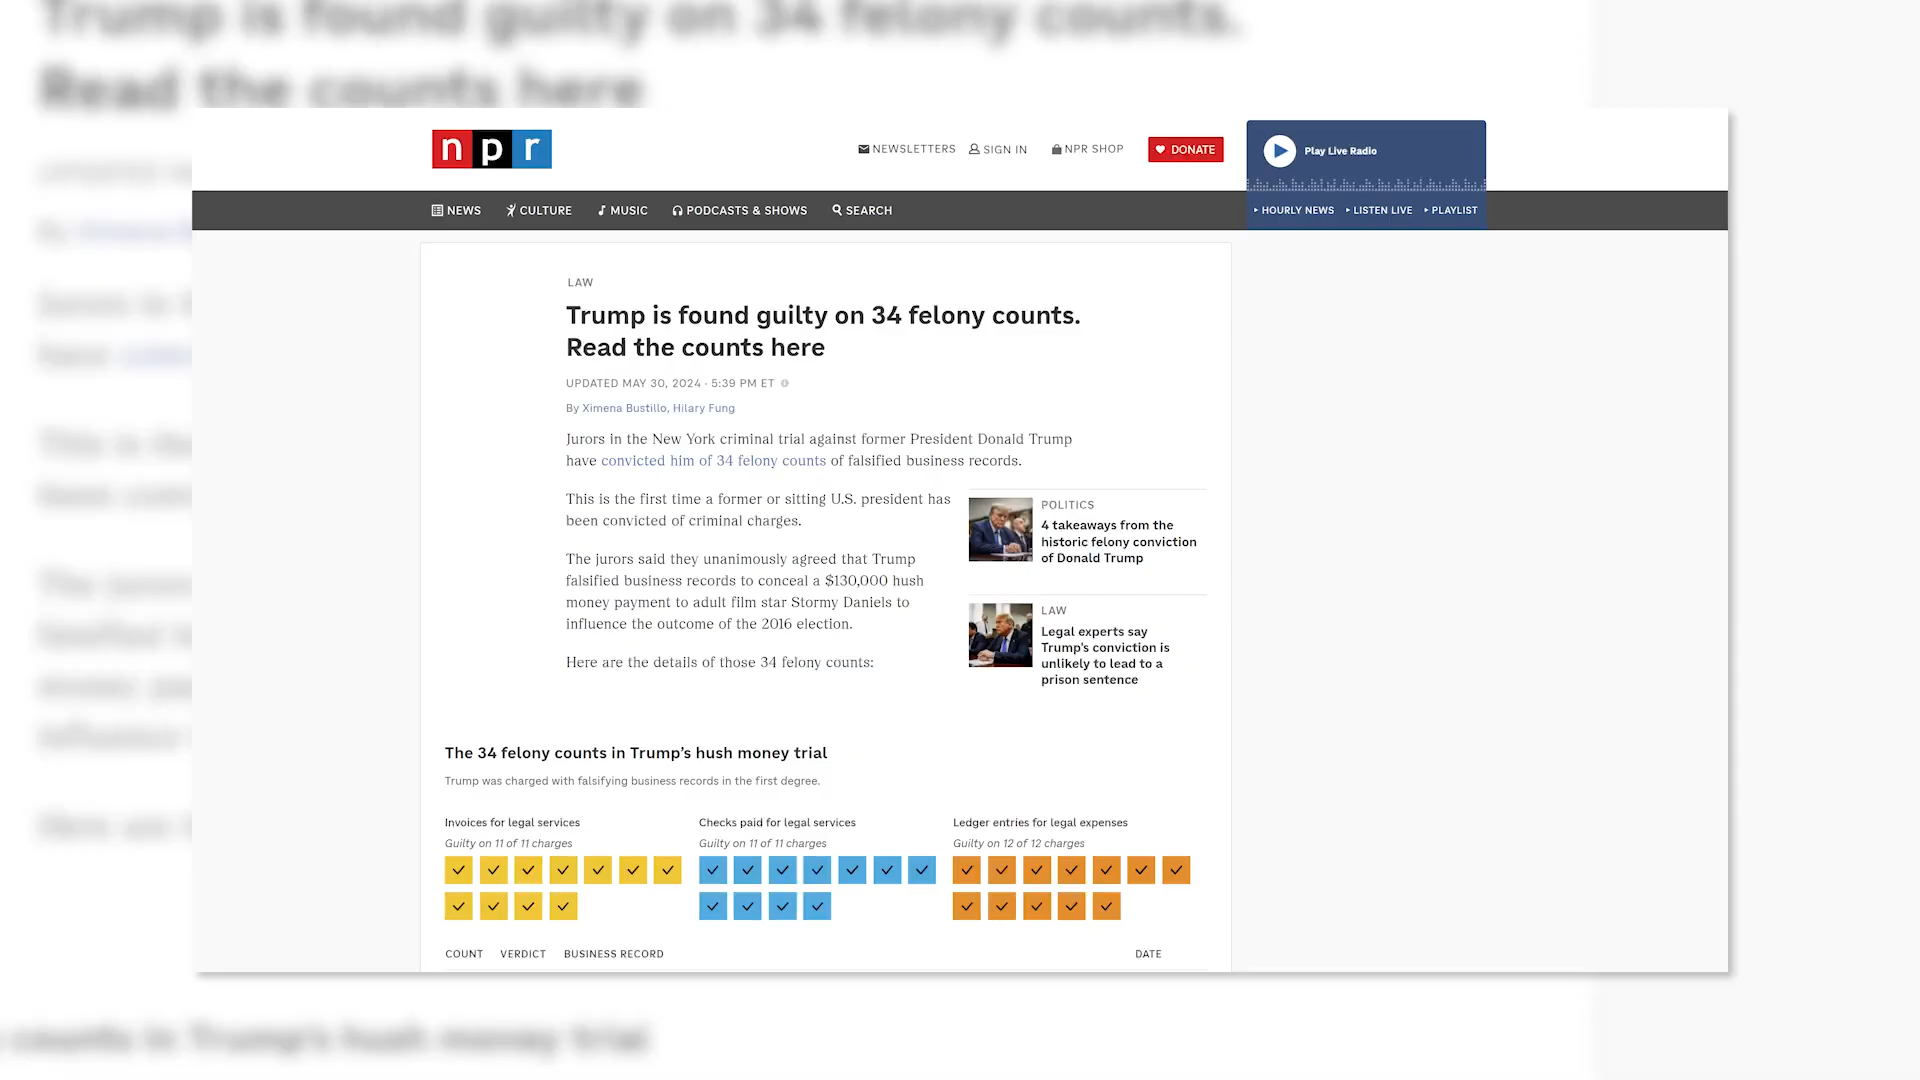 Trump is found guilty on 34 felony counts.
Read the counts here
npr
NEWSLETTERS
SIGN IN
NPR SHOP
DONATE
Play Live Radio
NEWS
CULTURE
MUSIC
PODCASTS & SHOWS
SEARCH
HOURLY NEWS
LISTEN LIVE
PLAYLIST
LAW
Trump is found guilty on 34 felony counts.
Read the counts here
UPDATED MAY 30, 2024 · 5:39 PM ET
By Ximena Bustillo, Hilary Fung
Jurors in the New York criminal trial against former President Donald Trump
have convicted him of 34 felony counts of falsified business records.
This is the first time a former or sitting U.S. president has
been convicted of criminal charges.
The jurors said they unanimously agreed that Trump
falsified business records to conceal a $130,000 hush
money payment to adult film star Stormy Daniels to
influence the outcome of the 2016 election.
Here are the details of those 34 felony counts:
POLITICS
4 takeaways from the
historic felony conviction
of Donald Trump
LAW
Legal experts say
Trump's conviction is
unlikely to lead to a
prison sentence
The 34 felony counts in Trump's hush money trial
Trump was charged with falsifying business records in the first degree.
Invoices for legal services
Guilty on 11 of 11 charges
Checks paid for legal services
Guilty on 11 of 11 charges
Ledger entries for legal expenses
Guilty on 12 of 12 charges
COUNT
VERDICT
BUSINESS RECORD
DATE
counts in Trump's hush money trial